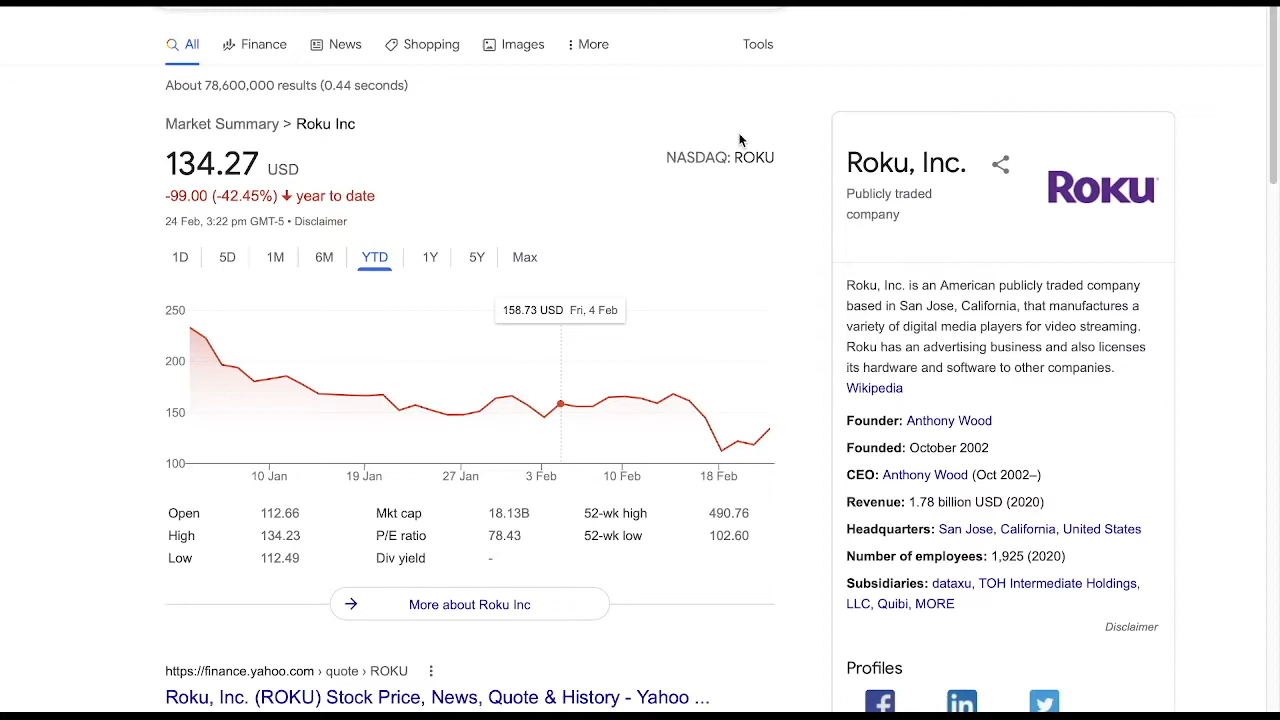 All Finance News Shopping Images More Tools
About 78,600,000 results (0.44 seconds)
Market Summary > Roku Inc
134.27 USD
NASDAQ: ROKU
-99.00 (-42.45%) year to date
24 Feb, 3:22 pm GMT-5 • Disclaimer
1D 5D 1M 6M YTD 1Y 5Y Max
158.73 USD Fri, 4 Feb
250
200
150
100
10 Jan 19 Jan 27 Jan 3 Feb 10 Feb 18 Feb
Open 112.66 Mkt cap 18.13B 52-wk high 490.76
High 134.23 P/E ratio 78.43 52-wk low 102.60
Low 112.49 Div yield -
More about Roku Inc
https://finance.yahoo.com › quote › ROKU
Roku, Inc. (ROKU) Stock Price, News, Quote & History - Yahoo ...
Roku, Inc.
Publicly traded
company
ROKU
Roku, Inc. is an American publicly traded company
based in San Jose, California, that manufactures a
variety of digital media players for video streaming.
Roku has an advertising business and also licenses
its hardware and software to other companies.
Wikipedia
Founder: Anthony Wood
Founded: October 2002
CEO: Anthony Wood (Oct 2002–)
Revenue: 1.78 billion USD (2020)
Headquarters: San Jose, California, United States
Number of employees: 1,925 (2020)
Subsidiaries: dataxu, TOH Intermediate Holdings,
LLC, Quibi, MORE
Disclaimer
Profiles